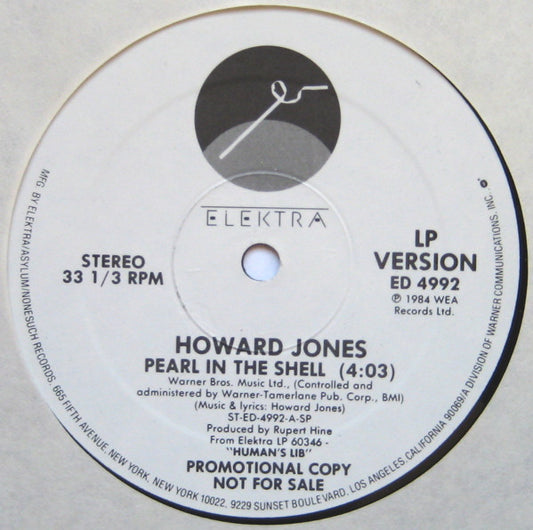 ELEKTRA
STEREO
33 1/3 RPM
LP
VERSION
ED 4992
℗ 1984 WEA
Records Ltd.
HOWARD JONES
PEARL IN THE SHELL (4:03)
Warner Bros. Music Ltd., (Controlled and
administered by Warner-Tamerlane Pub. Corp., BMI)
(Music & lyrics: Howard Jones)
ST-ED-4992-A-SP
Produced by Rupert Hine
From Elektra LP 60346 -
"HUMAN'S LIB"
PROMOTIONAL COPY
NOT FOR SALE
MFG. BY ELEKTRA/ASYLUM/NONESUCH RECORDS, 665 FIFTH AVENUE, NEW YORK, NEW YORK 10022, 9229 SUNSET BOULEVARD, LOS ANGELES, CALIFORNIA 90069/A DIVISION OF WARNER COMMUNICATIONS, INC.